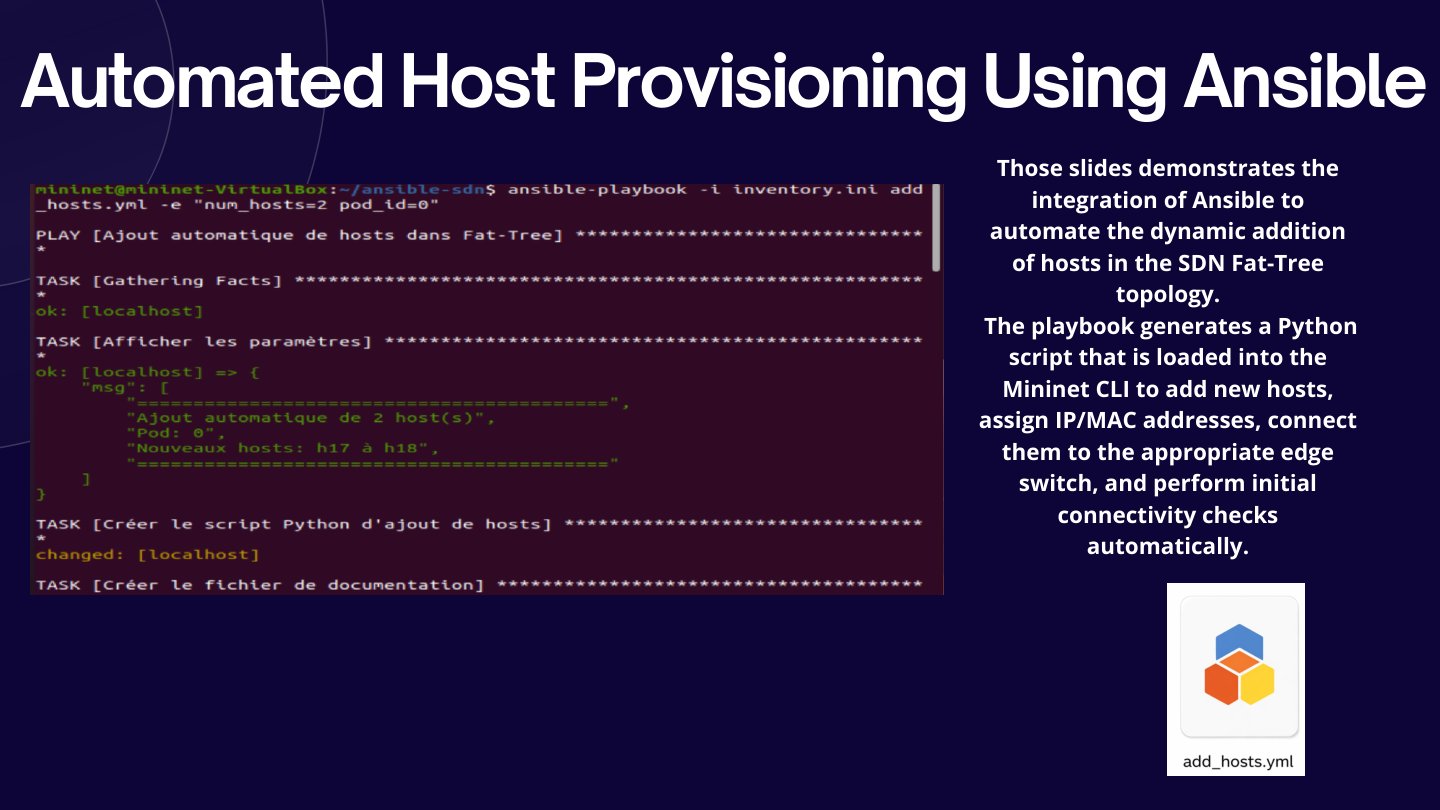 Automated Host Provisioning Using Ansible
mininet@mininet-VirtualBox:~/ansible-sdn$ ansible-playbook -i inventory.ini add
_hosts.yml -e "num_hosts=2 pod_id=0"
PLAY [Ajout automatique de hosts dans Fat-Tree] *******************************
*
TASK [Gathering Facts] ********************************************************
*
ok: [localhost]
TASK [Afficher les paramètres] ************************************************
*
ok: [localhost] => {
"msg": [
"==========================================",
"Ajout automatique de 2 host(s)",
"Pod: 0",
"Nouveaux hosts: h17 à h18",
"=========================================="
]
}
TASK [Créer le script Python d'ajout de hosts] ********************************
*
changed: [localhost]
TASK [Créer le fichier de documentation] **************************************
Those slides demonstrates the
integration of Ansible to
automate the dynamic addition
of hosts in the SDN Fat-Tree
topology.
The playbook generates a Python
script that is loaded into the
Mininet CLI to add new hosts,
assign IP/MAC addresses, connect
them to the appropriate edge
switch, and perform initial
connectivity checks
automatically.
add_hosts.yml